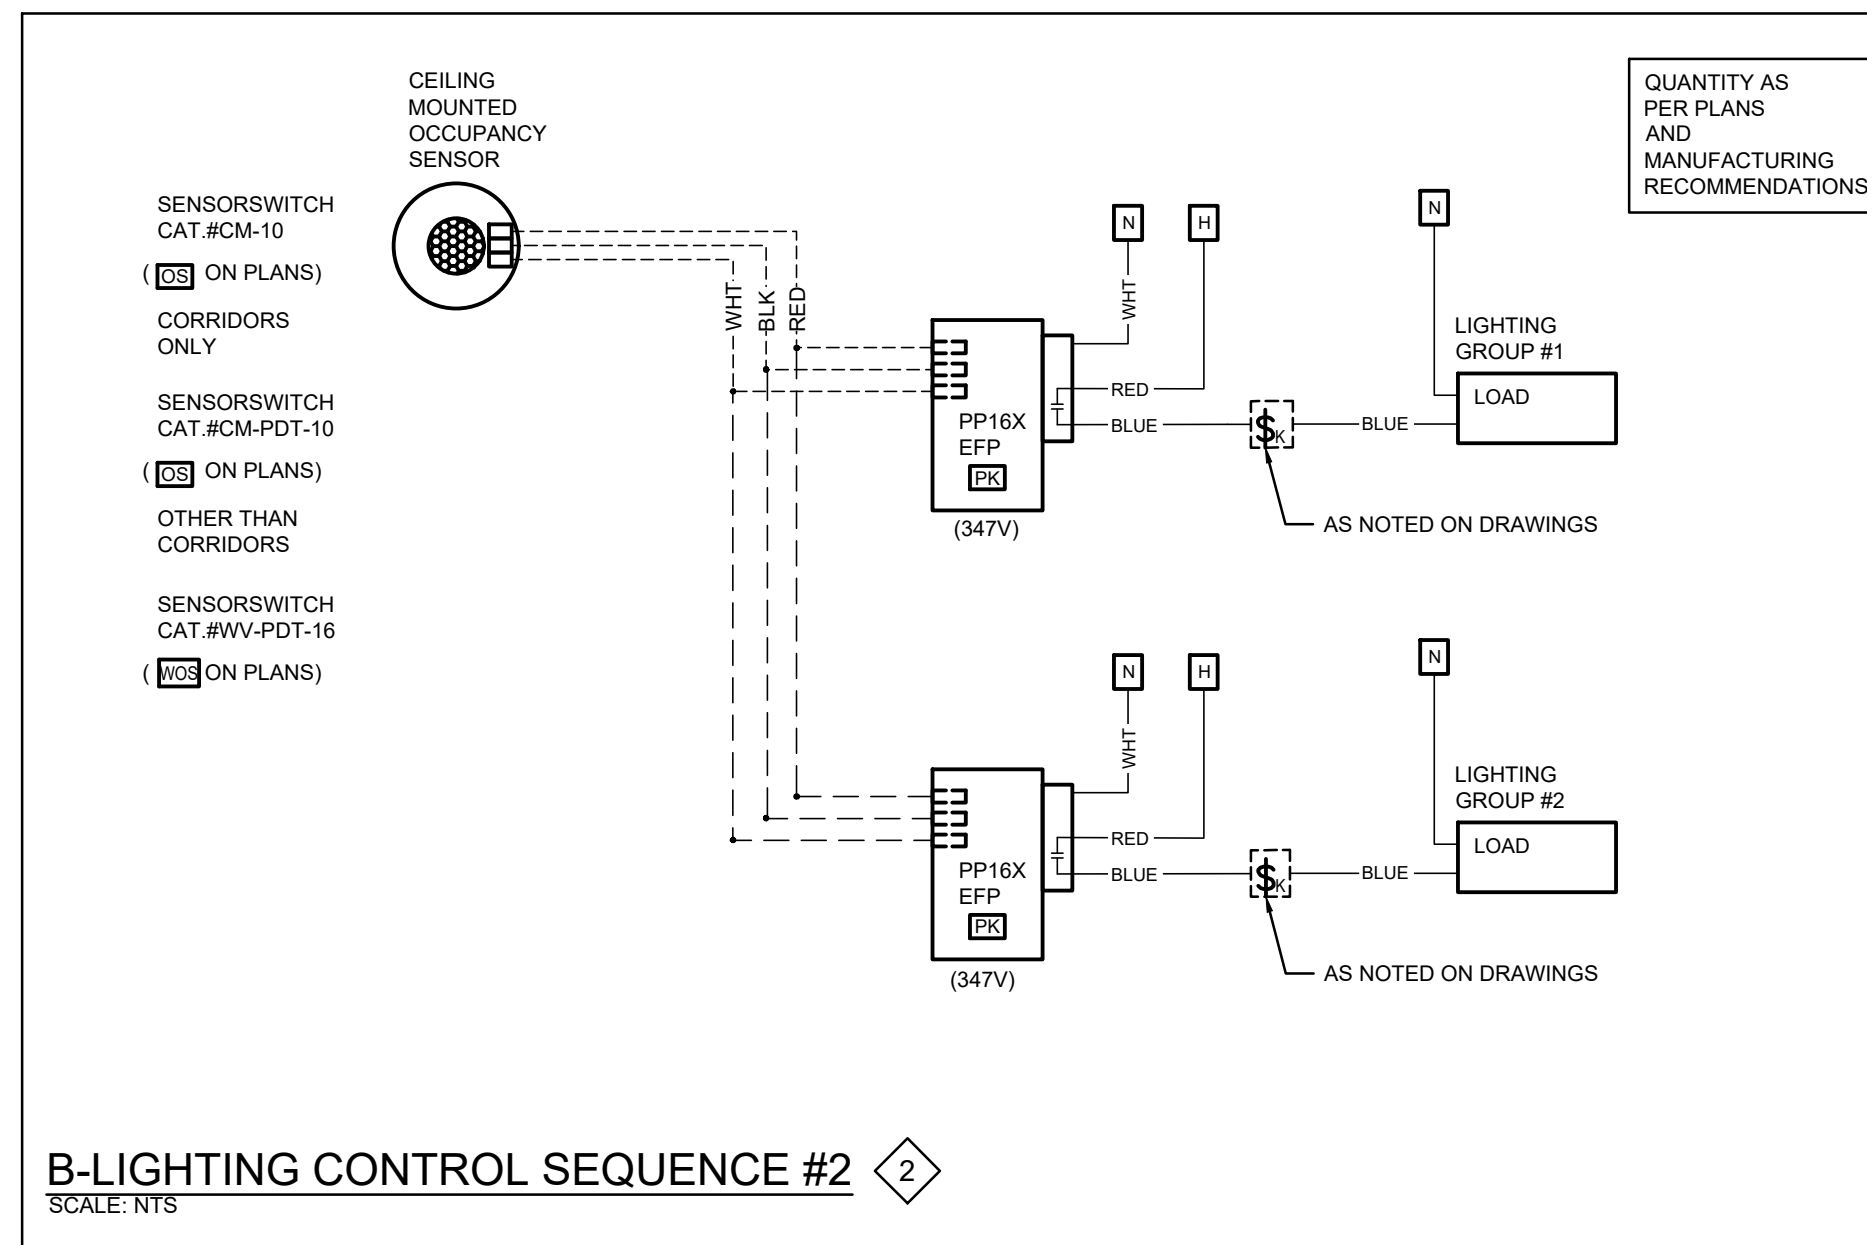 CEILING
MOUNTED
OCCUPANCY
SENSOR
QUANTITY AS
PER PLANS
AND
MANUFACTURING
RECOMMENDATIONS
SENSORSWITCH
CAT.#CM-10
( OS ON PLANS)
CORRIDORS
ONLY
SENSORSWITCH
CAT.#CM-PDT-10
( OS ON PLANS)
OTHER THAN
CORRIDORS
SENSORSWITCH
CAT.#WV-PDT-16
( WOS ON PLANS)
WHT
BLK
RED
N
H
N
WHT
RED
BLUE
PP16X
EFP
PK
(347V)
$K
BLUE
LIGHTING
GROUP #1
LOAD
AS NOTED ON DRAWINGS
N
H
N
WHT
RED
BLUE
PP16X
EFP
PK
(347V)
$K
BLUE
LIGHTING
GROUP #2
LOAD
AS NOTED ON DRAWINGS
B-LIGHTING CONTROL SEQUENCE #2 2
SCALE: NTS